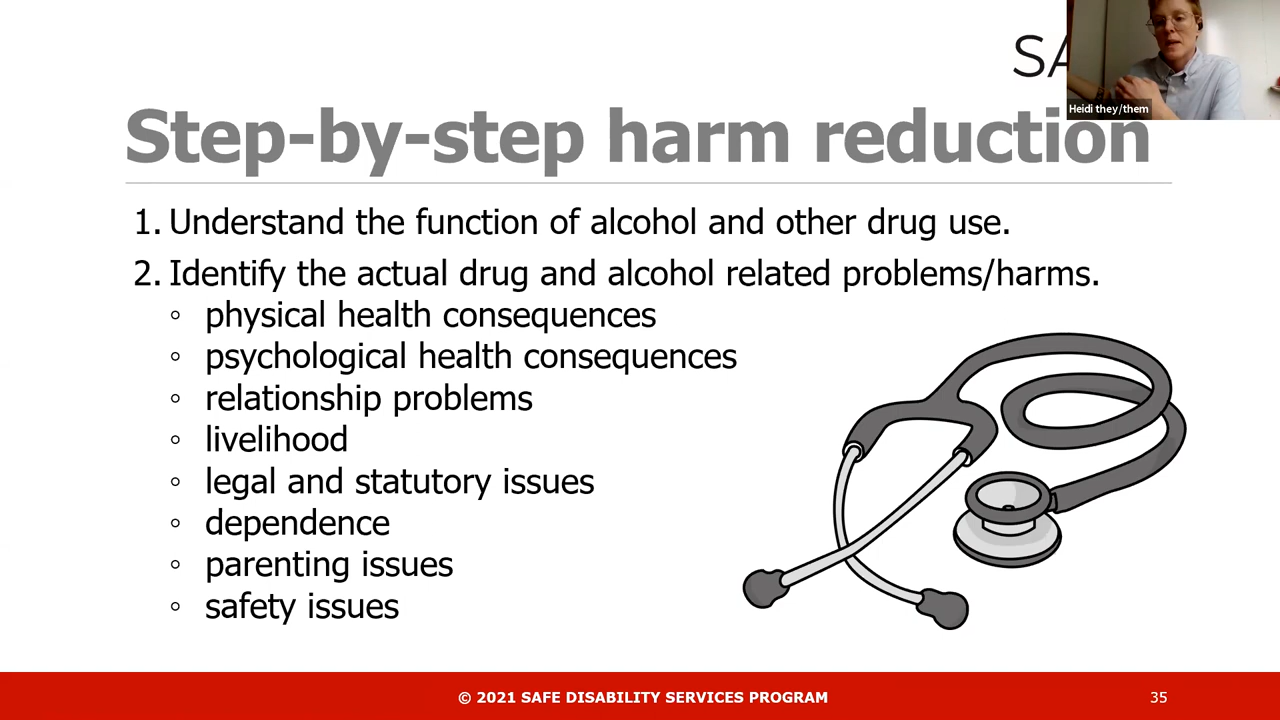 SA
Heidi they/them
Step-by-step harm reduction
1. Understand the function of alcohol and other drug use.
2. Identify the actual drug and alcohol related problems/harms.
◦ physical health consequences
◦ psychological health consequences
◦ relationship problems
◦ livelihood
◦ legal and statutory issues
◦ dependence
◦ parenting issues
◦ safety issues
© 2021 SAFE DISABILITY SERVICES PROGRAM
35